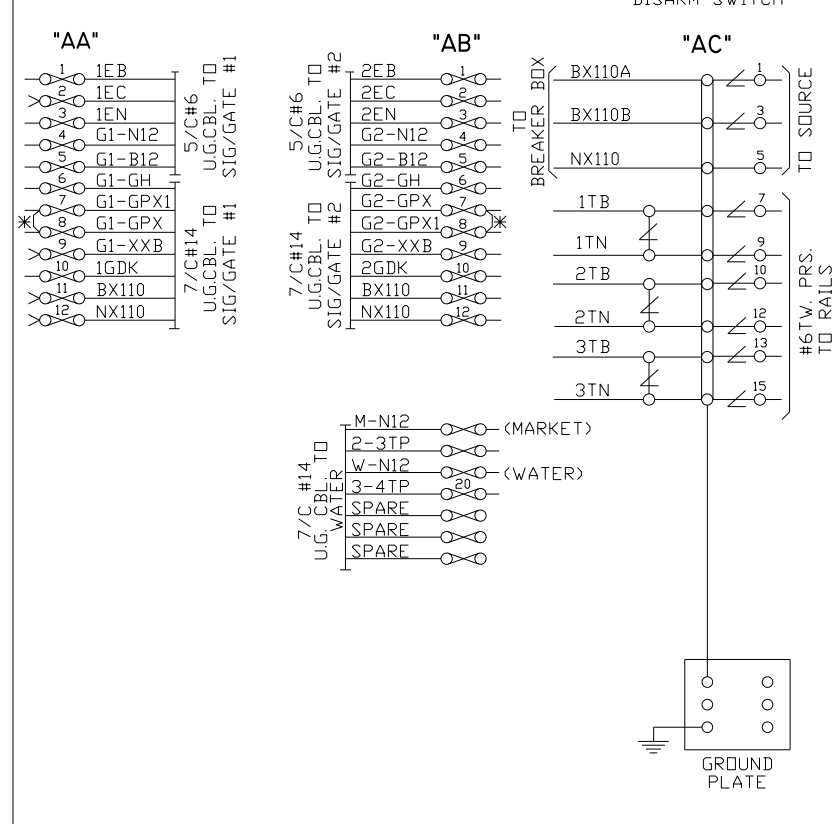 DISARM SWITCH
"AA"
1 1EB
2 1EC
3 1EN
4 G1-N12
5 G1-B12
6 G1-GH
7 G1-GPX1
8 G1-GPX
9 G1-XXB
10 1GDK
11 BX110
12 NX110
*
5/C#6
U.G.CBL. TO
SIG/GATE #1
7/C#14
U.G.CBL. TO
SIG/GATE #1
"AB"
5/C#6
U.G.CBL. TO
SIG/GATE #2
7/C#14
U.G.CBL. TO
SIG/GATE #2
2EB 1
2EC 2
2EN 3
G2-N12 4
G2-B12 5
G2-GH 6
G2-GPX 7
G2-GPX1 8
G2-XXB 9
2GDK 10
BX110 11
NX110 12
*
7/C #14
U.G. CBL. TO
WATER
M-N12 (MARKET)
2-3TP
W-N12 (WATER)
3-4TP 20
SPARE
SPARE
SPARE
"AC"
TO
BREAKER BOX
BX110A 1
BX110B 3
NX110 5
TO SOURCE
1TB 7
1TN 9
2TB 10
2TN 12
3TB 13
3TN 15
#6TW. PRS.
TO RAILS
GROUND
PLATE